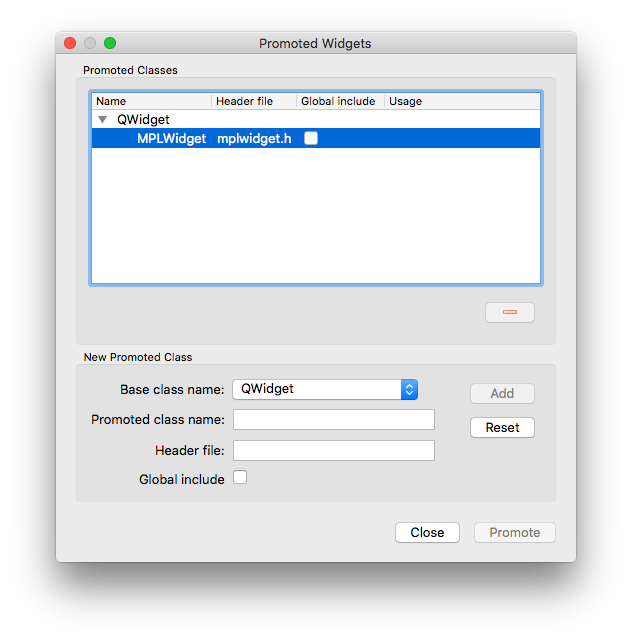 Promoted Widgets
Promoted Classes
Name Header file Global include Usage
QWidget
MPLWidget mplwidget.h
New Promoted Class
Base class name: QWidget Add
Promoted class name:
Reset
Header file:
Global include
Close Promote